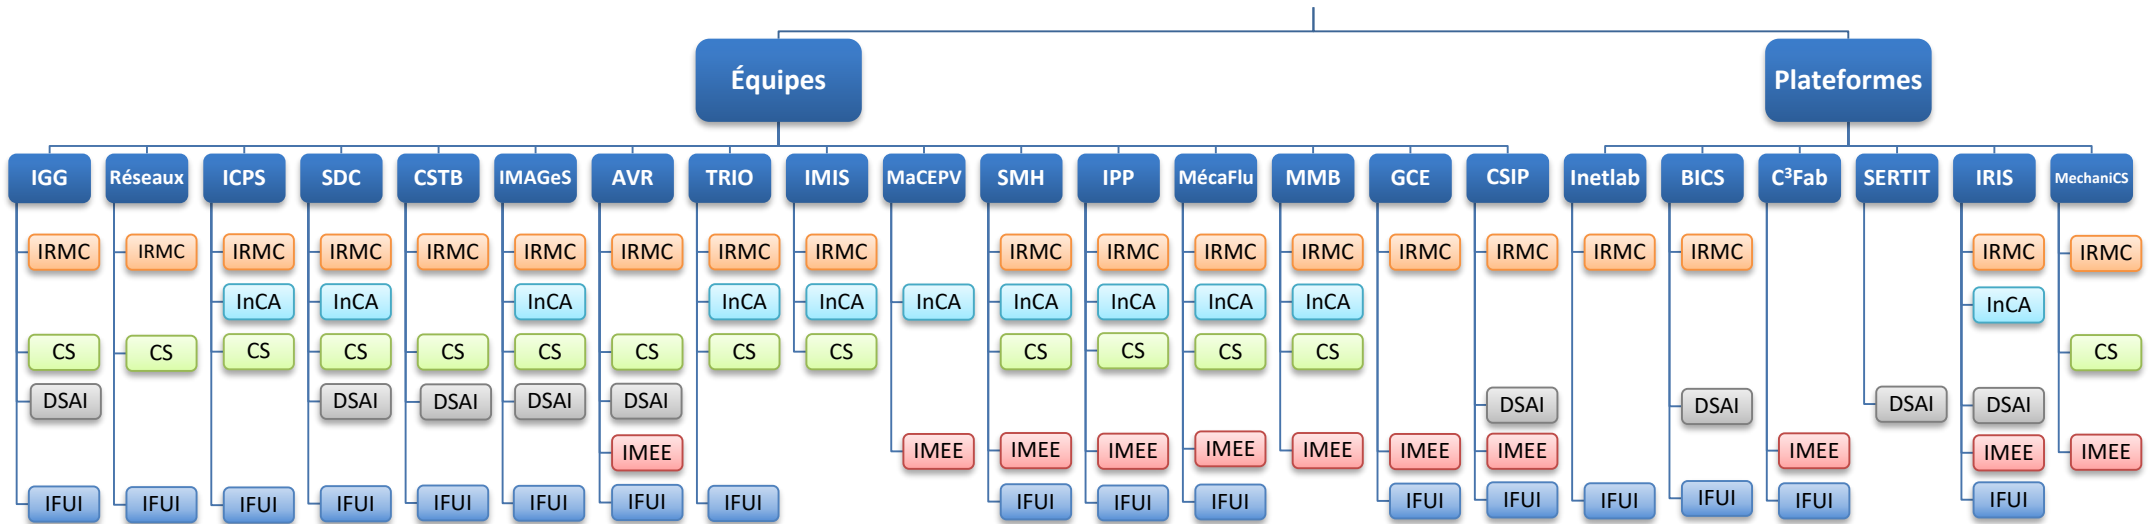 Équipes
Plateformes
IGG Réseaux ICPS SDC CSTB IMAGeS AVR TRIO IMIS MaCEPV SMH IPP MécaFlu MMB GCE CSIP Inetlab BICS C³Fab SERTIT IRIS MechaniCS
IRMC IRMC IRMC IRMC IRMC IRMC IRMC IRMC IRMC IRMC IRMC IRMC IRMC IRMC IRMC IRMC IRMC IRMC IRMC
InCA InCA InCA InCA InCA InCA InCA InCA InCA InCA InCA
CS CS CS CS CS CS CS CS CS CS CS CS CS CS
DSAI DSAI DSAI DSAI DSAI DSAI DSAI DSAI DSAI
IMEE IMEE IMEE IMEE IMEE IMEE IMEE IMEE IMEE IMEE IMEE
IFUI IFUI IFUI IFUI IFUI IFUI IFUI IFUI IFUI IFUI IFUI IFUI IFUI IFUI IFUI IFUI IFUI